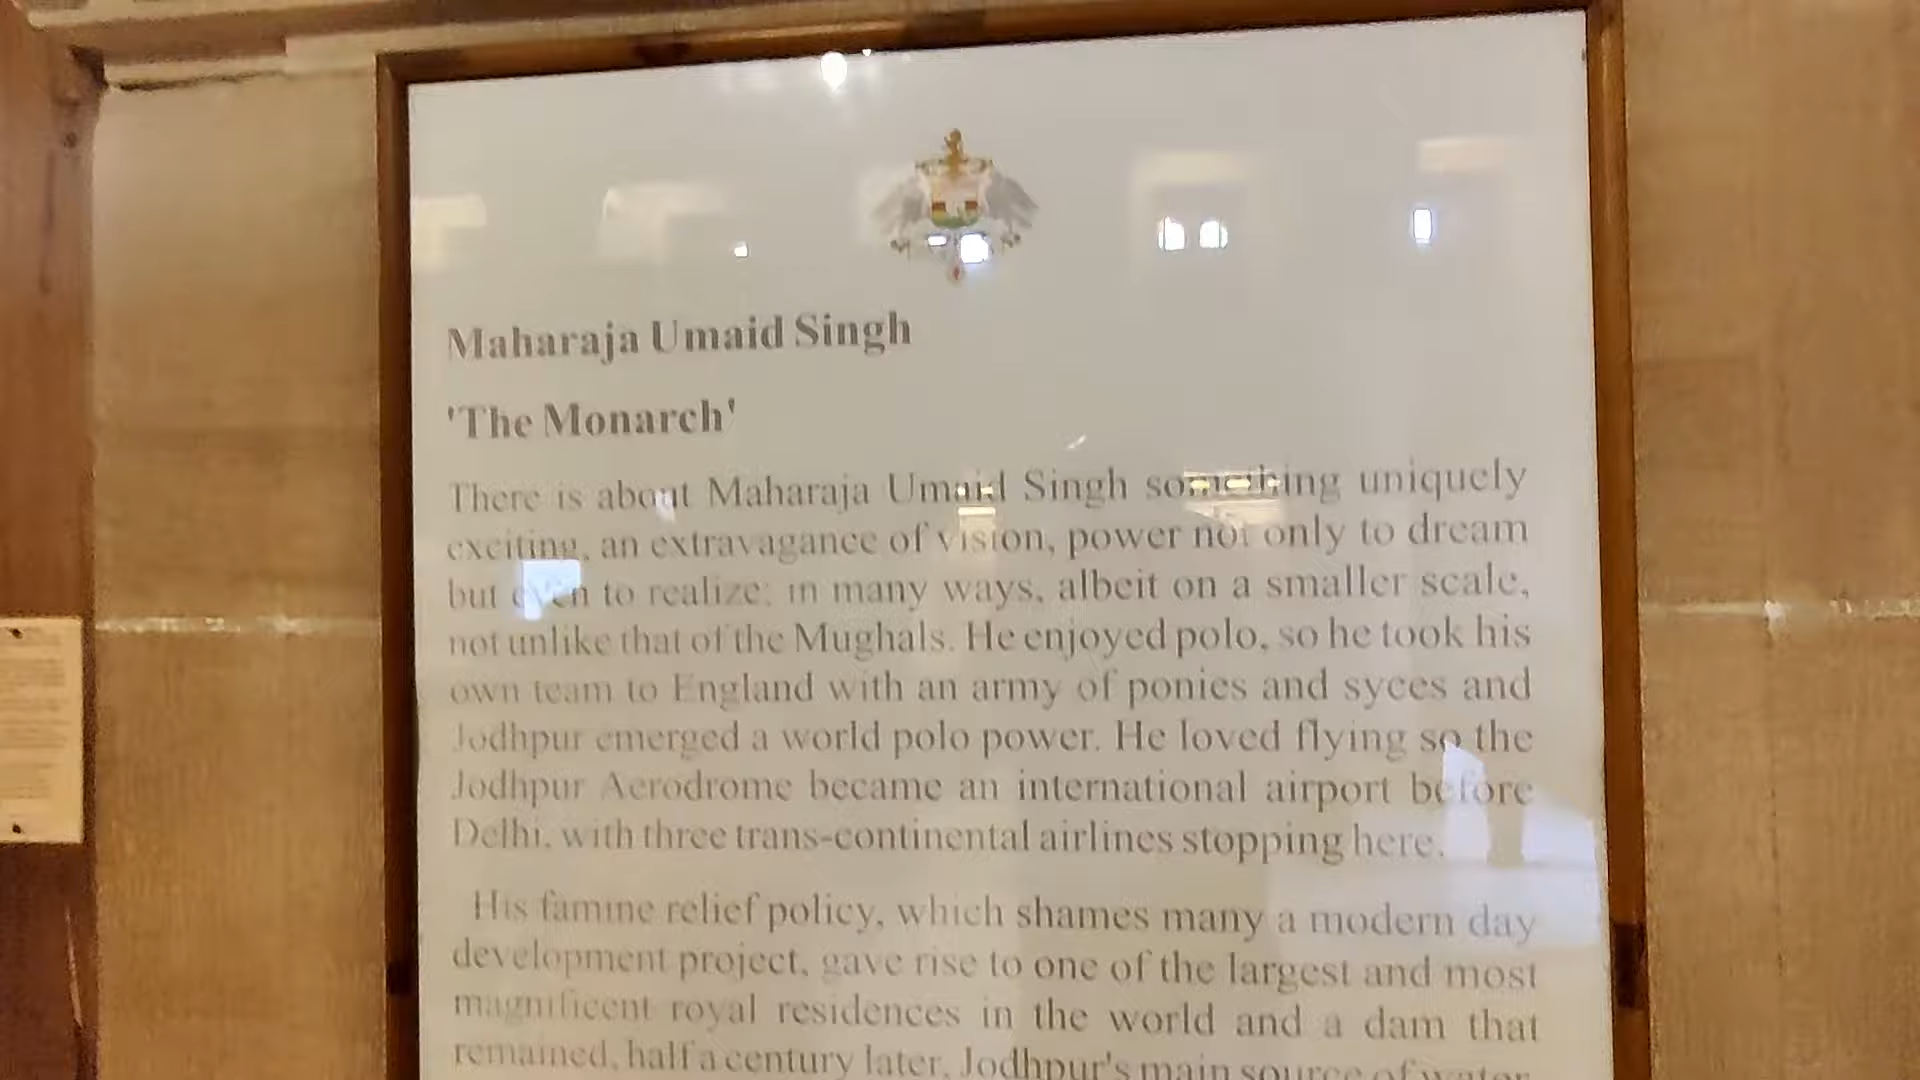 Maharaja Umaid Singh
'The Monarch'
There is about Maharaja Umaid Singh something uniquely
exciting, an extravagance of vision, power not only to dream
but even to realize; in many ways, albeit on a smaller scale,
not unlike that of the Mughals. He enjoyed polo, so he took his
own team to England with an army of ponies and syces and
Jodhpur emerged a world polo power. He loved flying so the
Jodhpur Aerodrome became an international airport before
Delhi, with three trans-continental airlines stopping here.
His famine relief policy, which shames many a modern day
development project, gave rise to one of the largest and most
magnificent royal residences in the world and a dam that
remained, half a century later, Jodhpur's main source of water